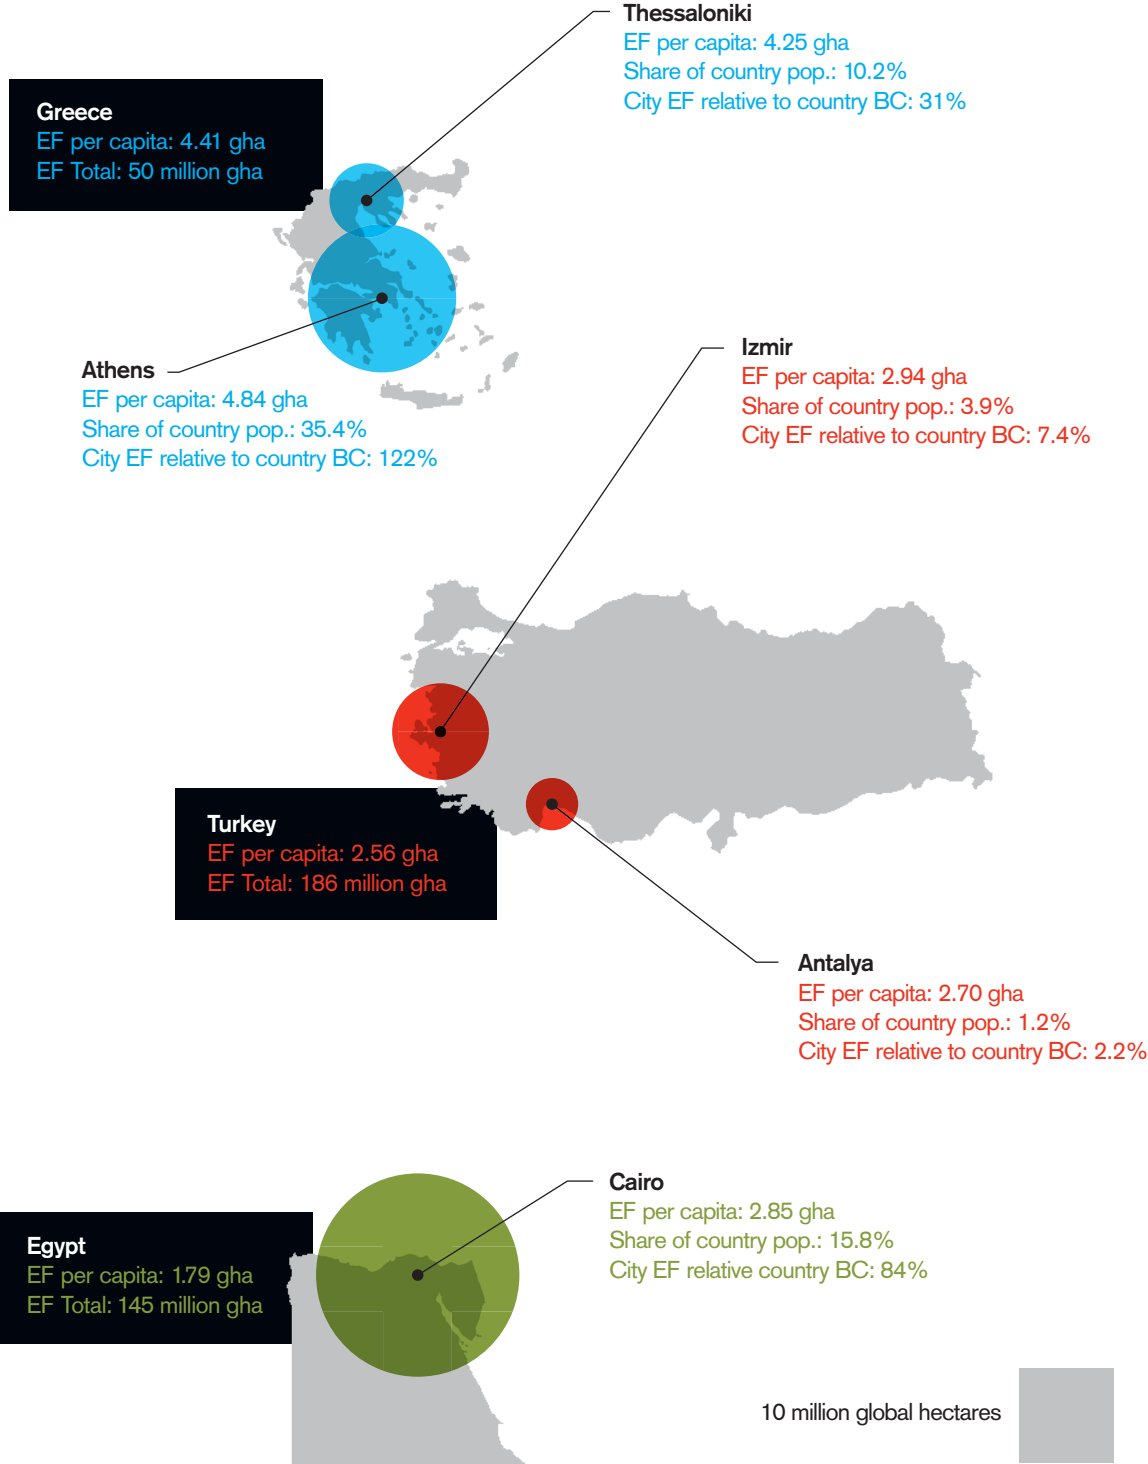 Thessaloniki
EF per capita: 4.25 gha
Share of country pop.: 10.2%
City EF relative to country BC: 31%
Greece
EF per capita: 4.41 gha
EF Total: 50 million gha
Athens
EF per capita: 4.84 gha
Share of country pop.: 35.4%
City EF relative to country BC: 122%
Izmir
EF per capita: 2.94 gha
Share of country pop.: 3.9%
City EF relative to country BC: 7.4%
Turkey
EF per capita: 2.56 gha
EF Total: 186 million gha
Antalya
EF per capita: 2.70 gha
Share of country pop.: 1.2%
City EF relative to country BC: 2.2%
Cairo
EF per capita: 2.85 gha
Share of country pop.: 15.8%
City EF relative country BC: 84%
Egypt
EF per capita: 1.79 gha
EF Total: 145 million gha
10 million global hectares